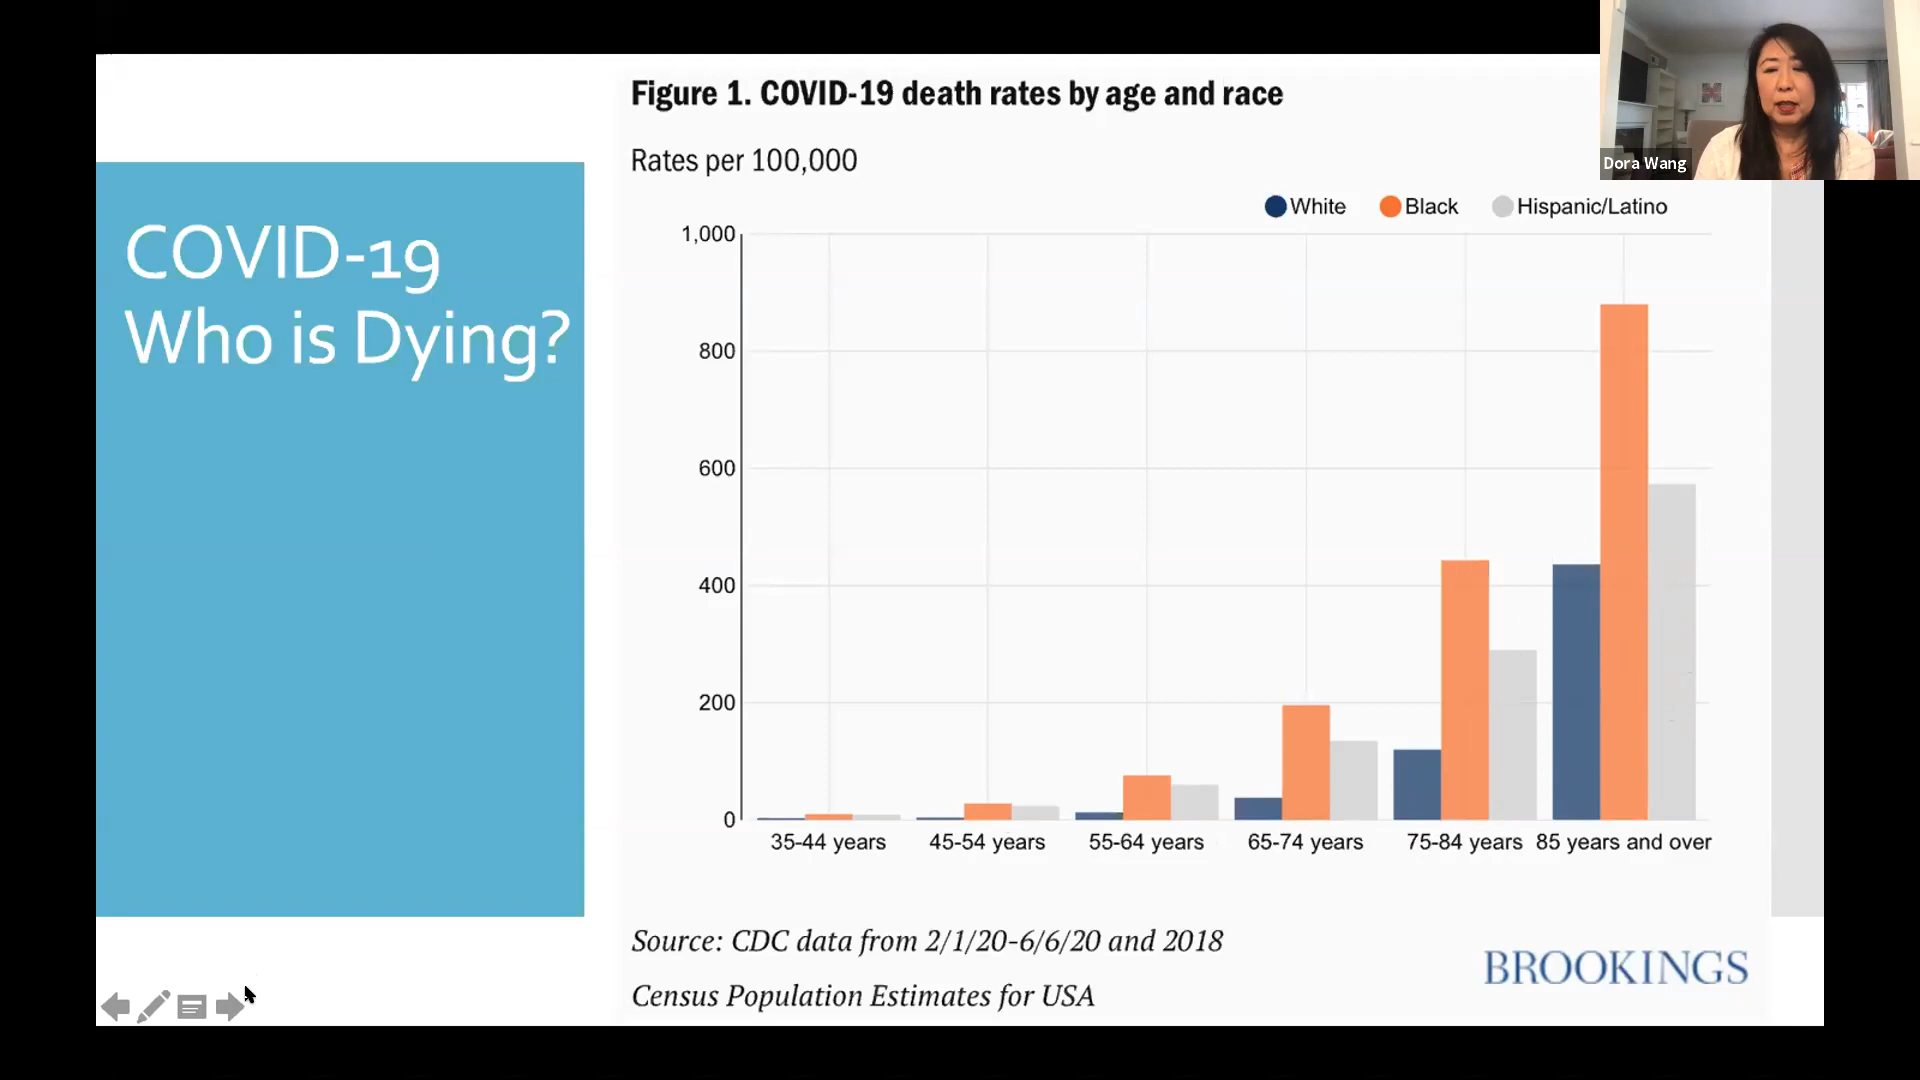 COVID-19
Who is Dying?
Figure 1. COVID-19 death rates by age and race
Rates per 100,000
White Black Hispanic/Latino
1,000
800
600
400
200
0
35-44 years 45-54 years 55-64 years 65-74 years 75-84 years 85 years and over
Source: CDC data from 2/1/20-6/6/20 and 2018
Census Population Estimates for USA
BROOKINGS
Dora Wang